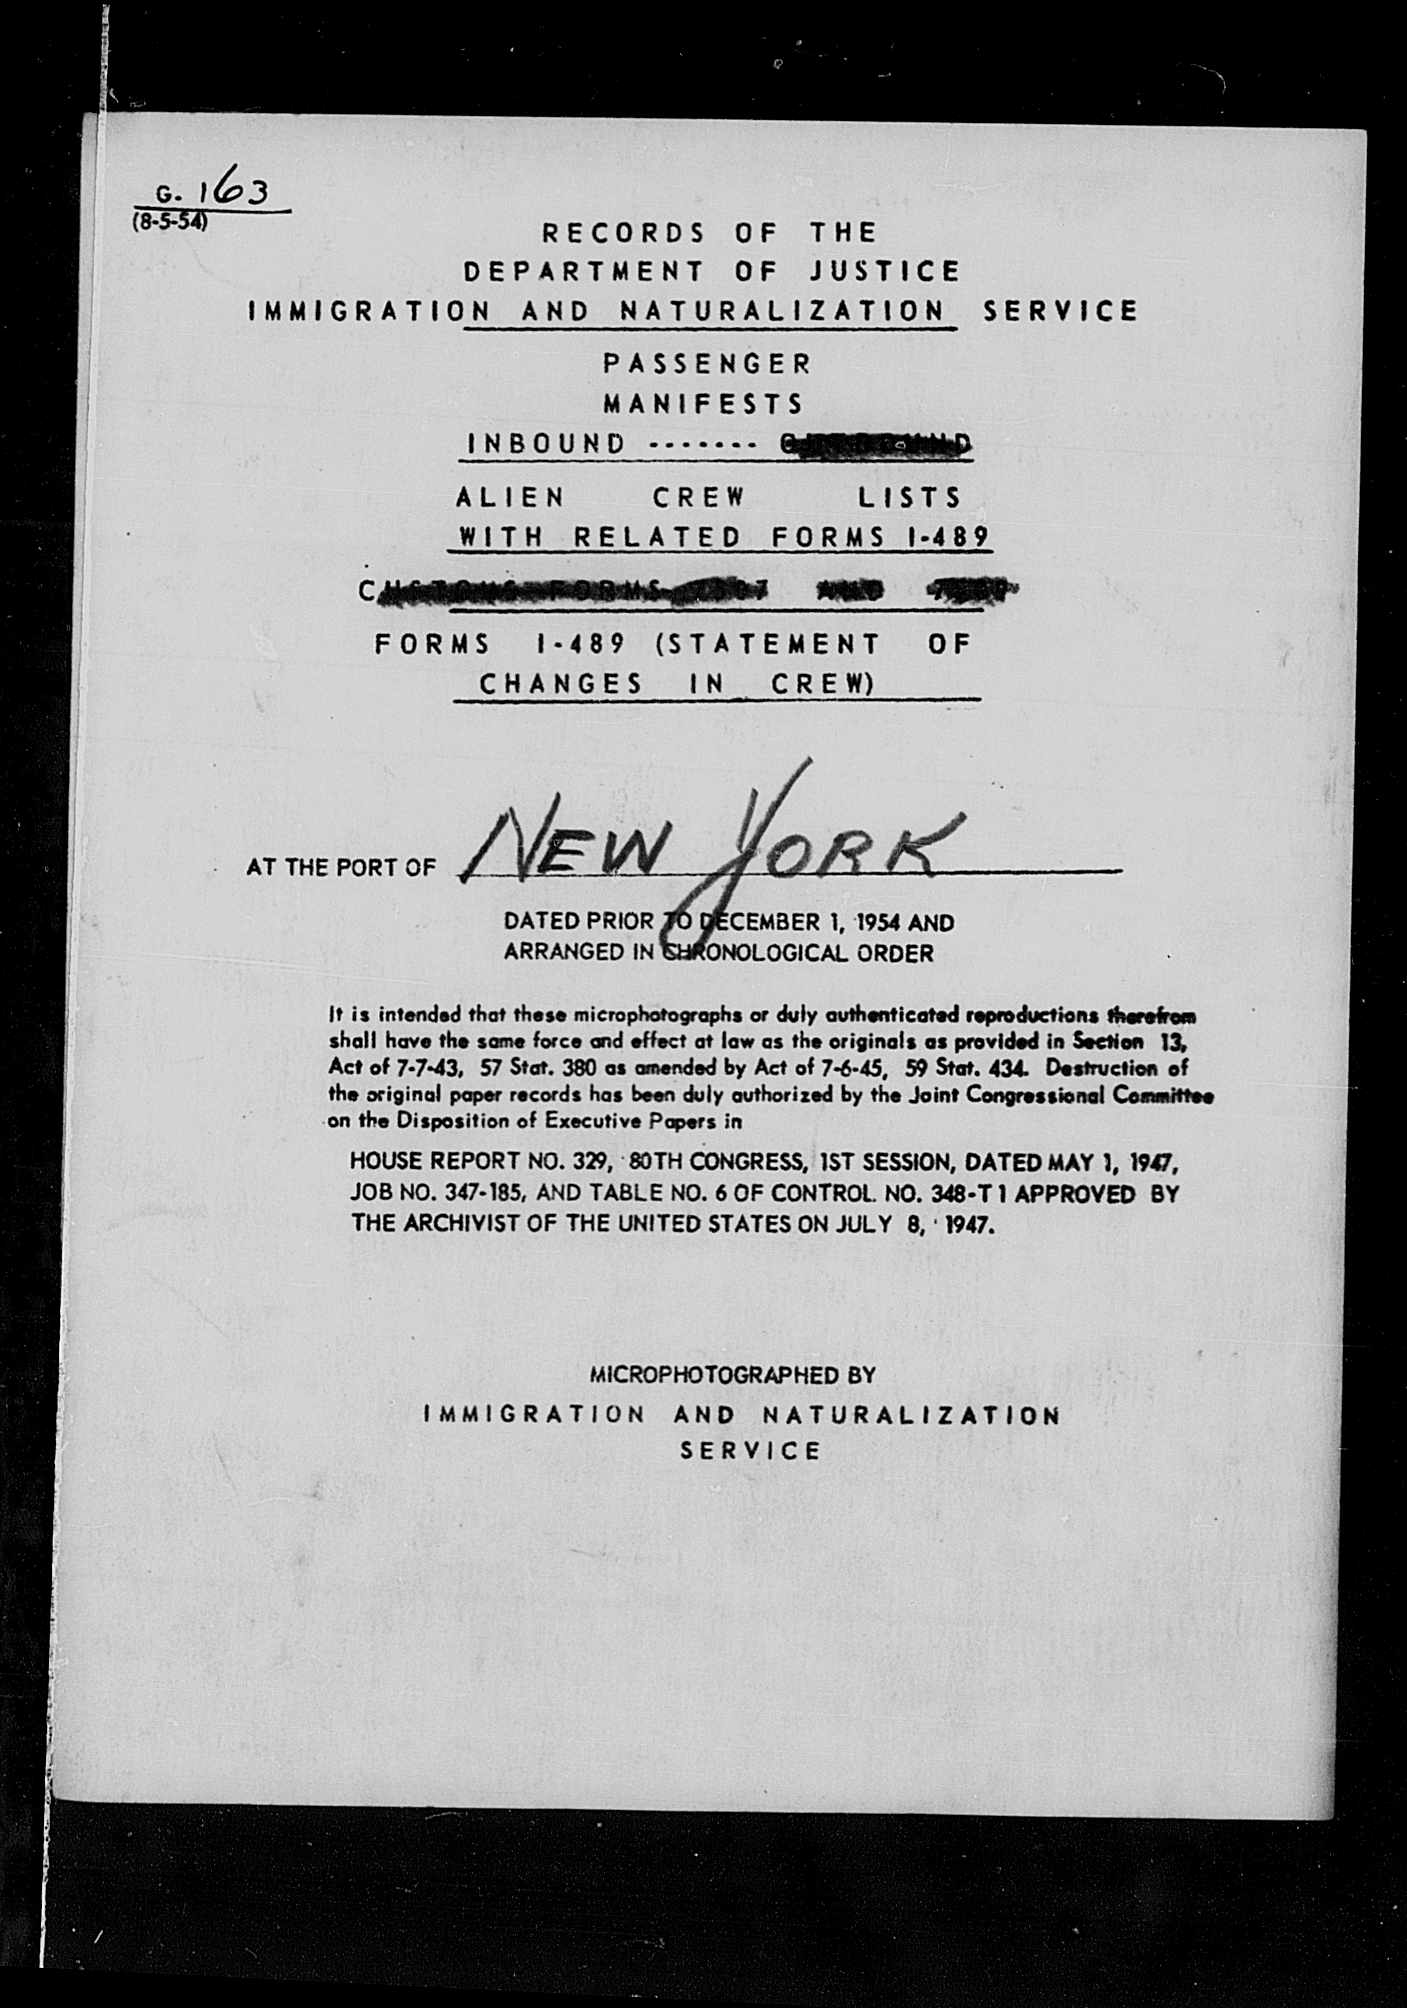 G. 163
(8-5-54)
RECORDS OF THE
DEPARTMENT OF JUSTICE
IMMIGRATION AND NATURALIZATION SERVICE
PASSENGER
MANIFESTS
INBOUND -------
ALIEN CREW LISTS
WITH RELATED FORMS I-489
FORMS I-489 (STATEMENT OF
CHANGES IN CREW)
AT THE PORT OF NEW YORK
DATED PRIOR TO DECEMBER 1, 1954 AND
ARRANGED IN CHRONOLOGICAL ORDER
It is intended that these microphotographs or duly authenticated reproductions therefrom
shall have the same force and effect at law as the originals as provided in Section 13,
Act of 7-7-43, 57 Stat. 380 as amended by Act of 7-6-45, 59 Stat. 434. Destruction of
the original paper records has been duly authorized by the Joint Congressional Committee
on the Disposition of Executive Papers in
HOUSE REPORT NO. 329, 80TH CONGRESS, 1ST SESSION, DATED MAY 1, 1947,
JOB NO. 347-185, AND TABLE NO. 6 OF CONTROL NO. 348-T1 APPROVED BY
THE ARCHIVIST OF THE UNITED STATES ON JULY 8, 1947.
MICROPHOTOGRAPHED BY
IMMIGRATION AND NATURALIZATION
SERVICE